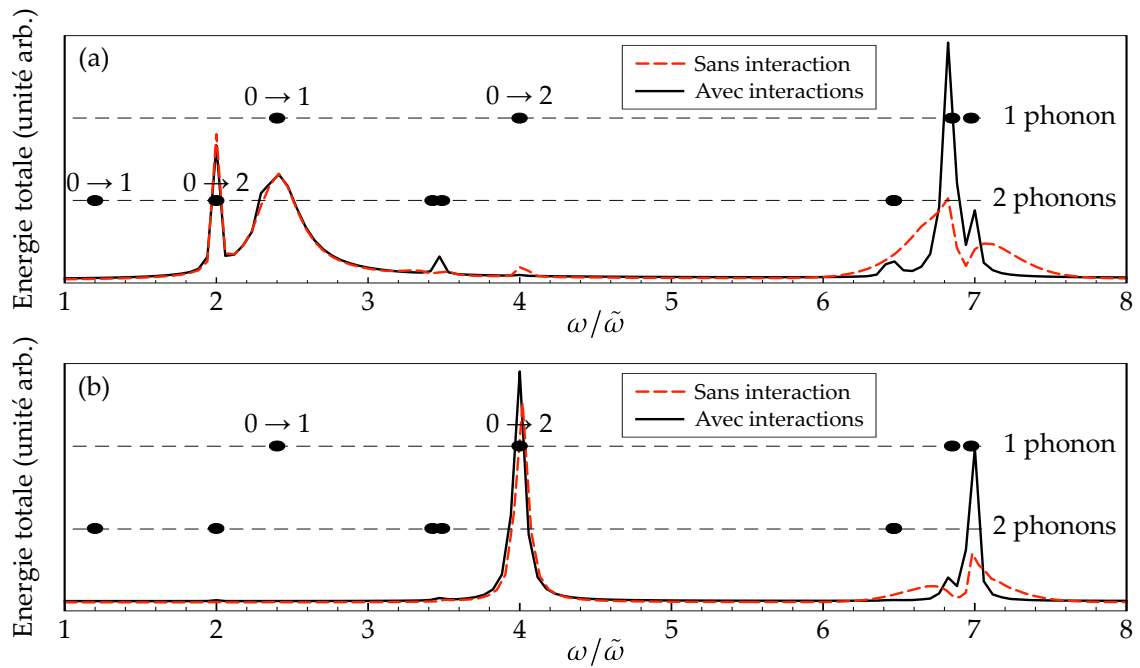 Energie totale (unité arb.)
(a)
Sans interaction
Avec interactions
0 → 1
0 → 2
1 phonon
0 → 1
0 → 2
2 phonons
1 2 3 4 5 6 7 8
ω/ω̃
Energie totale (unité arb.)
(b)
Sans interaction
Avec interactions
0 → 1
0 → 2
1 phonon
2 phonons
1 2 3 4 5 6 7 8
ω/ω̃